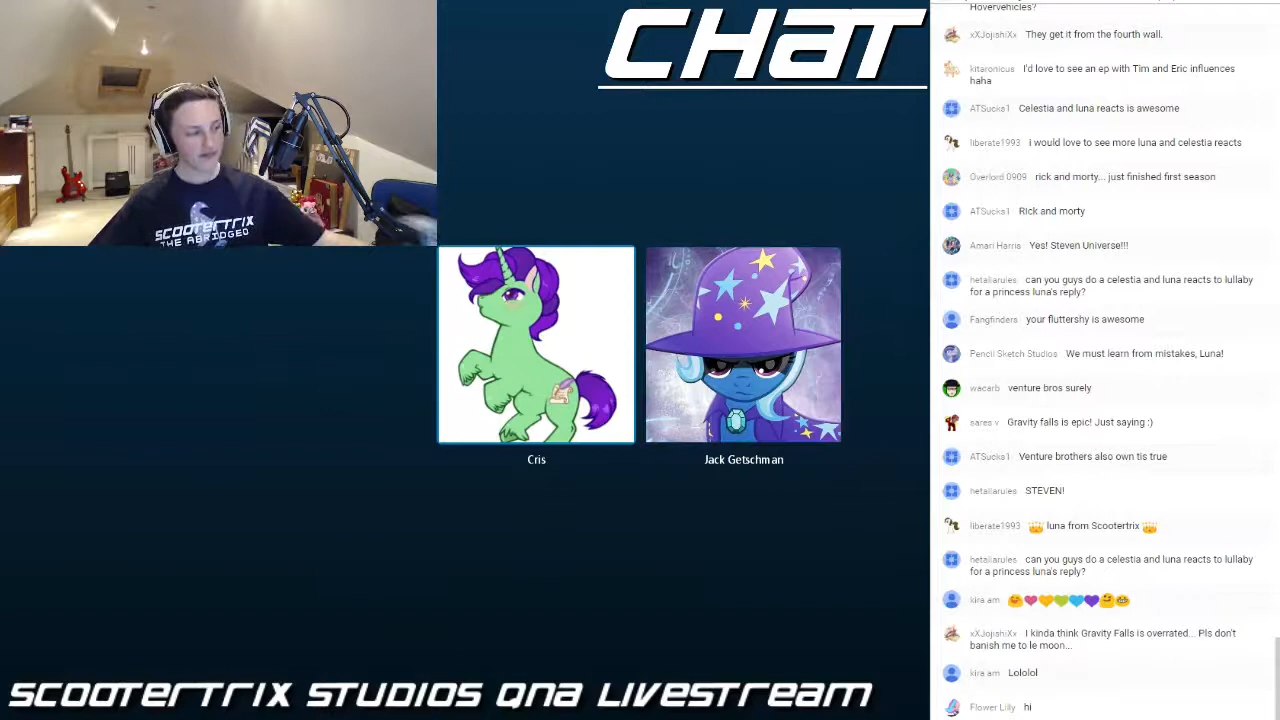 CHAT
SCOOTERTRIX
THE ABRIDGED
Cris
Jack Getschman
SCOOTERTRIX STUDIOS QNA LIVESTREAM
Hovervehicles?
xXJojishiXx They get it from the fourth wall.
kitaronicus I'd love to see an ep with Tim and Eric influences
haha
ATSucks1 Celestia and luna reacts is awesome
liberate1993 i would love to see more luna and celestia reacts
Overlord 0909 rick and morty... just finished first season
ATSucks1 RIck and morty
Amari Harris Yes! Steven Universe!!!
hetaliarules can you guys do a celestia and luna reacts to lullaby
for a princess luna's reply?
Fangfinders your fluttershy is awesome
Pencil Sketch Studios We must learn from mistakes, Luna!
wacarb venture bros surely
sares v Gravity falls is epic! Just saying :)
ATSucks1 Venture brothers also own tis true
hetaliarules STEVEN!
liberate1993 👑 luna from Scootertrix 👑
hetaliarules can you guys do a celestia and luna reacts to lullaby
for a princess luna's reply?
kira am
xXJojishiXx I kinda think Gravity Falls is overrated... Pls don't
banish me to le moon...
kira am Lololol
Flower Lilly hi